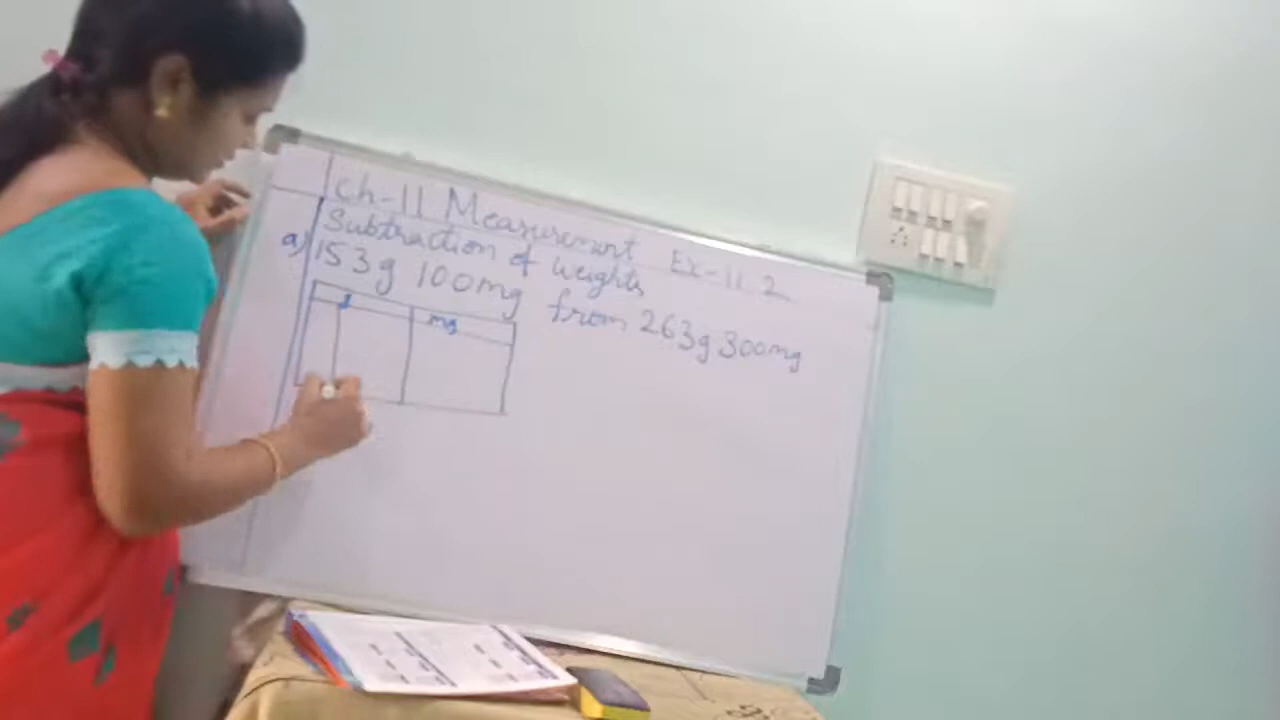 Ch-11 Measurement Ex-11.2
Subtraction of weights
a) 153g 100mg from 263g 300mg
g mg